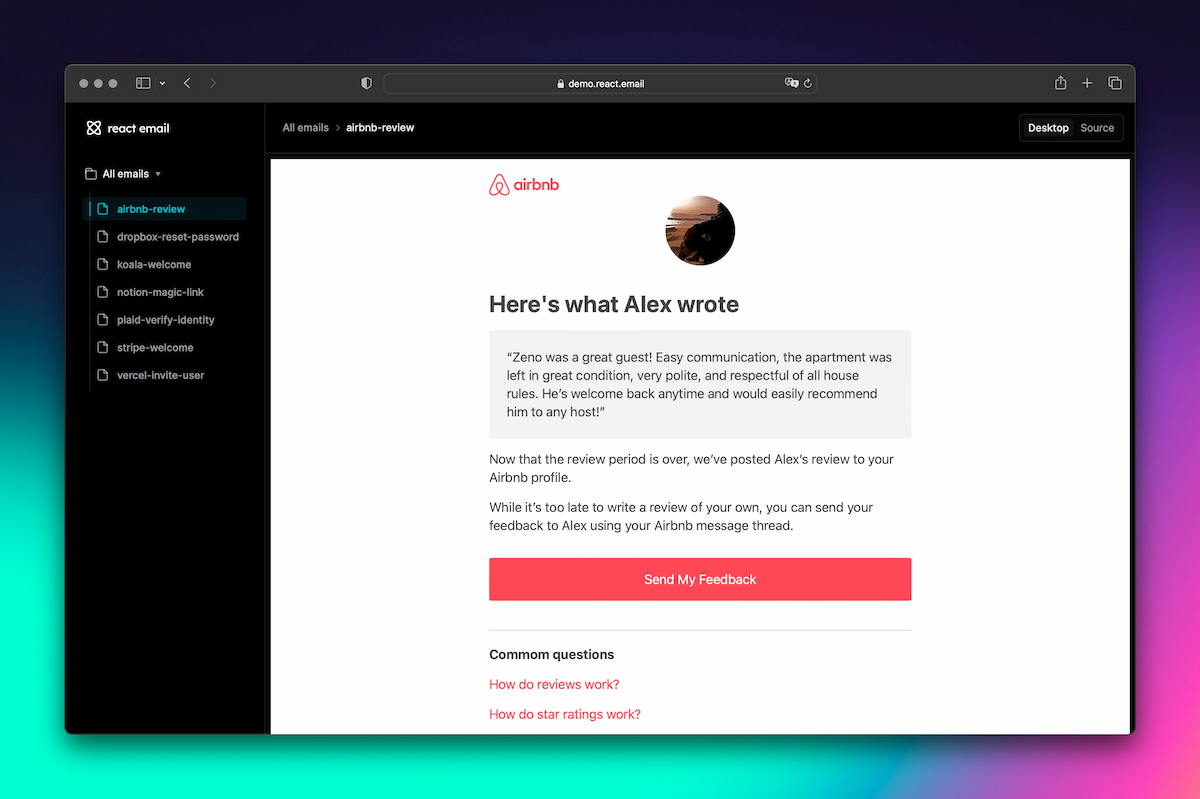 demo.react.email
react email
All emails
airbnb-review
dropbox-reset-password
koala-welcome
notion-magic-link
plaid-verify-identity
stripe-welcome
vercel-invite-user
All emails > airbnb-review
Desktop Source
airbnb
Here's what Alex wrote
“Zeno was a great guest! Easy communication, the apartment was
left in great condition, very polite, and respectful of all house
rules. He’s welcome back anytime and would easily recommend
him to any host!”
Now that the review period is over, we’ve posted Alex’s review to your
Airbnb profile.
While it’s too late to write a review of your own, you can send your
feedback to Alex using your Airbnb message thread.
Send My Feedback
Commom questions
How do reviews work?
How do star ratings work?